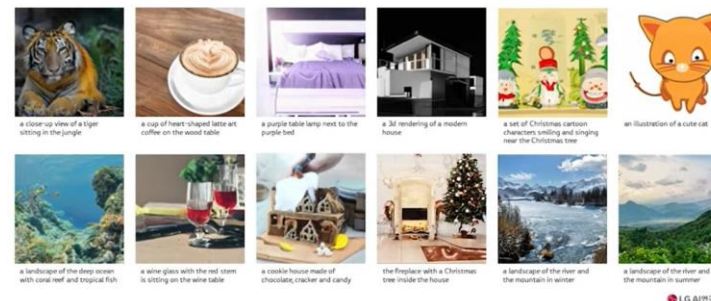 a close-up view of a tiger
sitting in the jungle
a cup of heart-shaped latte art
coffee on the wood table
a purple table lamp next to the
purple bed
a 3d rendering of a modern
house
a set of Christmas cartoon
characters smiling and singing
near the Christmas tree
an illustration of a cute cat
a landscape of the deep ocean
with coral reef and tropical fish
a wine glass with the red stem
is sitting on the wine table
a cookie house made of
chocolate, cracker and candy
the fireplace with a Christmas
tree inside the house
a landscape of the river and
the mountain in winter
a landscape of the river and
the mountain in summer
LG AI연구